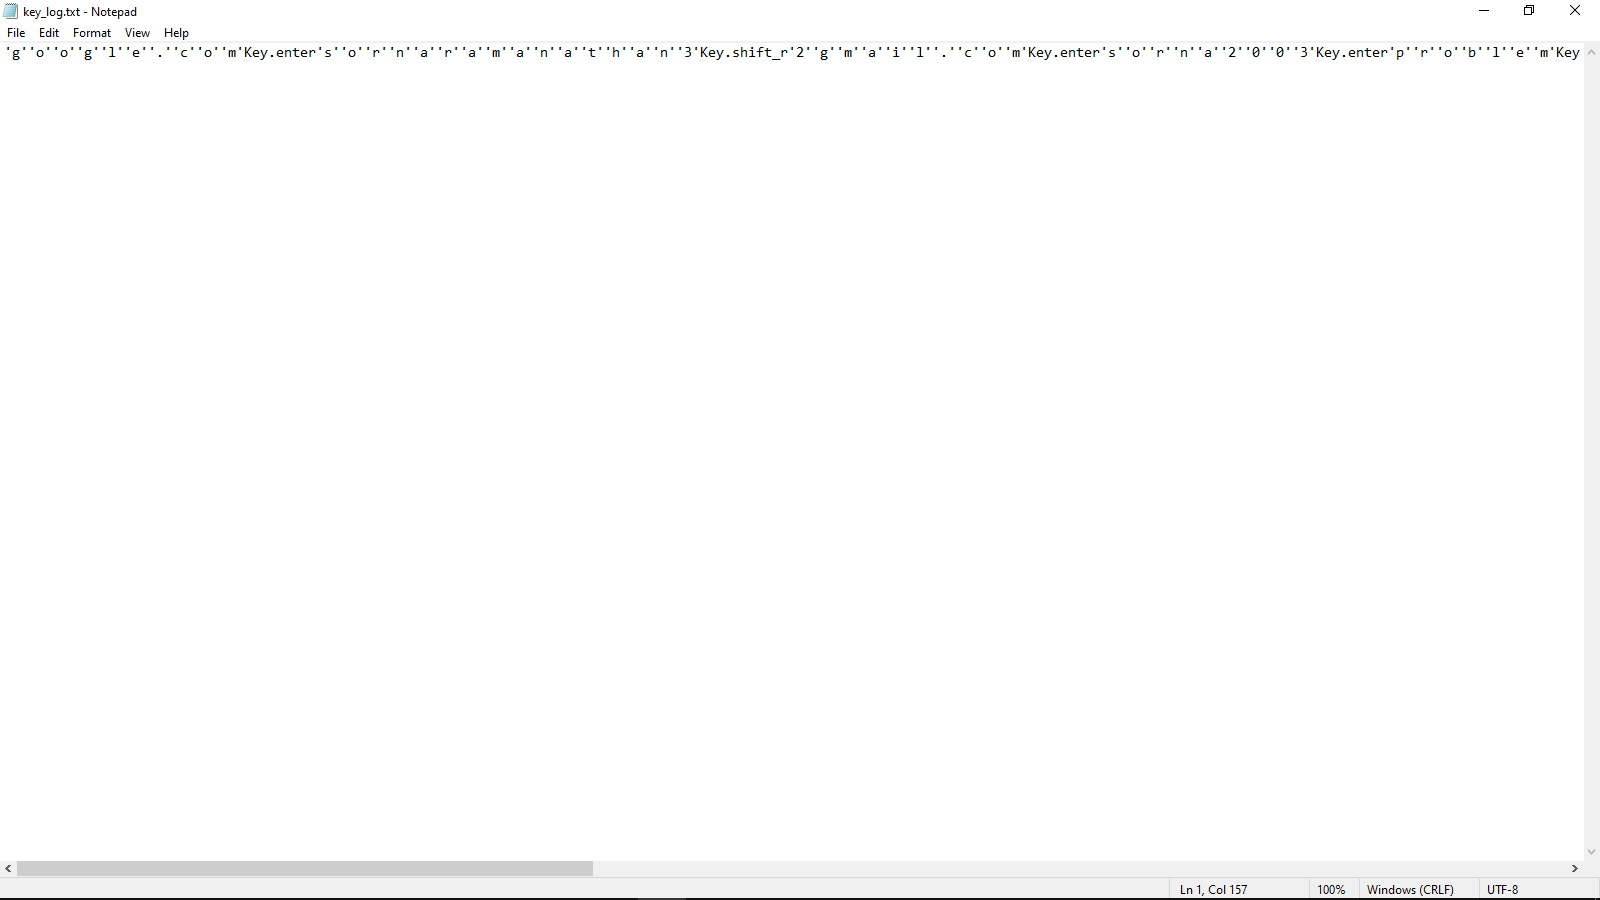 key_log.txt - Notepad
File Edit Format View Help
'g''o''o''g''l''e''.''c''o''m'Key.enter's''o''r''n''a''r''a''m''a''n''a''t''h''a''n''3'Key.shift_r'2''g''m''a''i''l''.''c''o''m'Key.enter's''o''r''n''a''2''0''0''3'Key.enter'p''r''o''b''l''e''m'Key
Ln 1, Col 157 100% Windows (CRLF) UTF-8